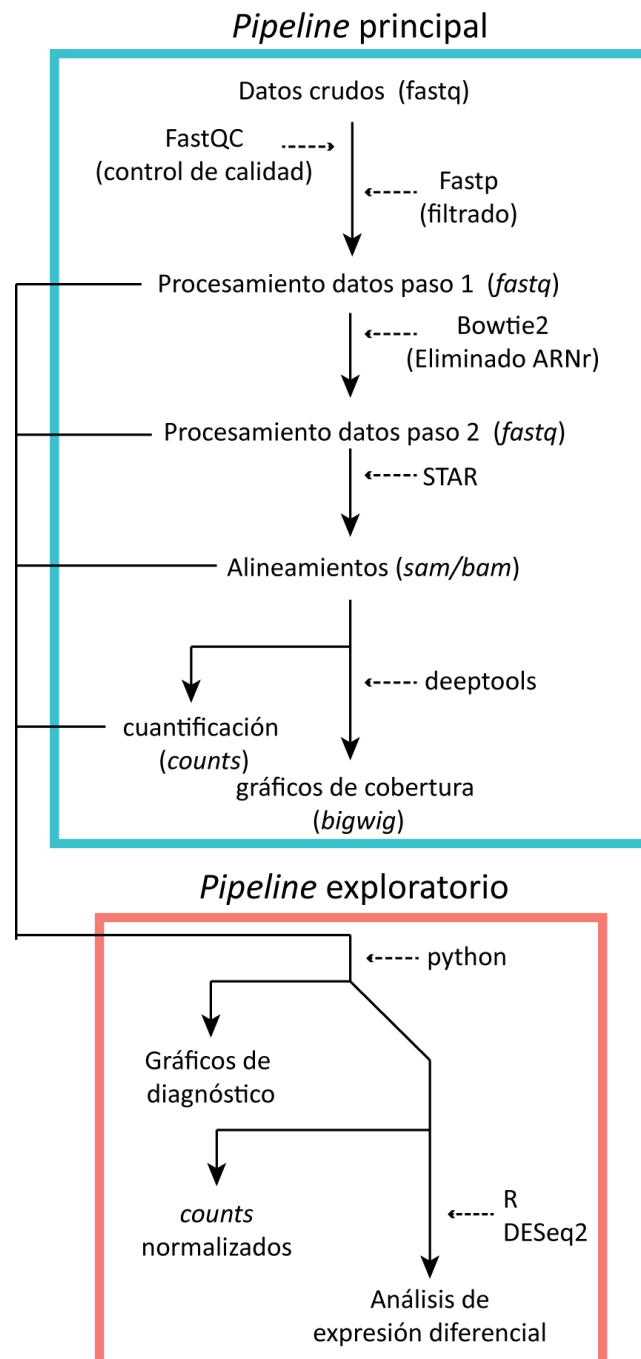 Pipeline principal
Datos crudos (fastq)
FastQC
(control de calidad)
Fastp
(filtrado)
Procesamiento datos paso 1 (fastq)
Bowtie2
(Eliminado ARNr)
Procesamiento datos paso 2 (fastq)
STAR
Alineamientos (sam/bam)
deeptools
cuantificación
(counts)
gráficos de cobertura
(bigwig)
Pipeline exploratorio
python
Gráficos de
diagnóstico
counts
normalizados
R
DESeq2
Análisis de
expresión diferencial